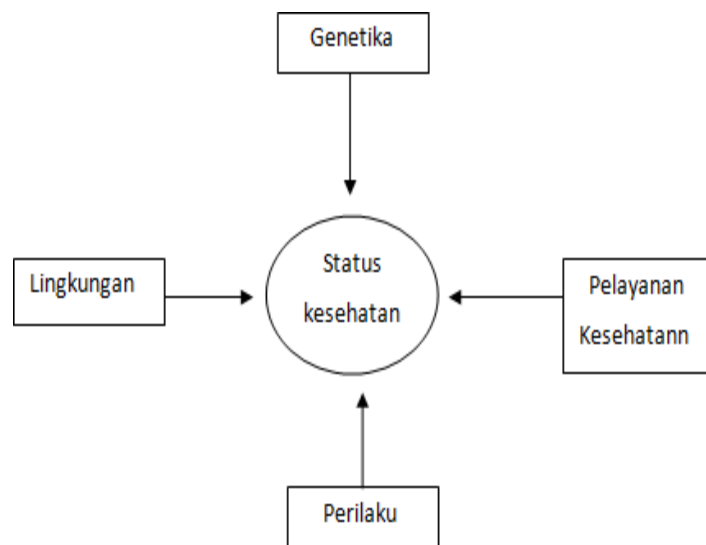 Genetika
Lingkungan
Status
kesehatan
Pelayanan
Kesehatann
Perilaku